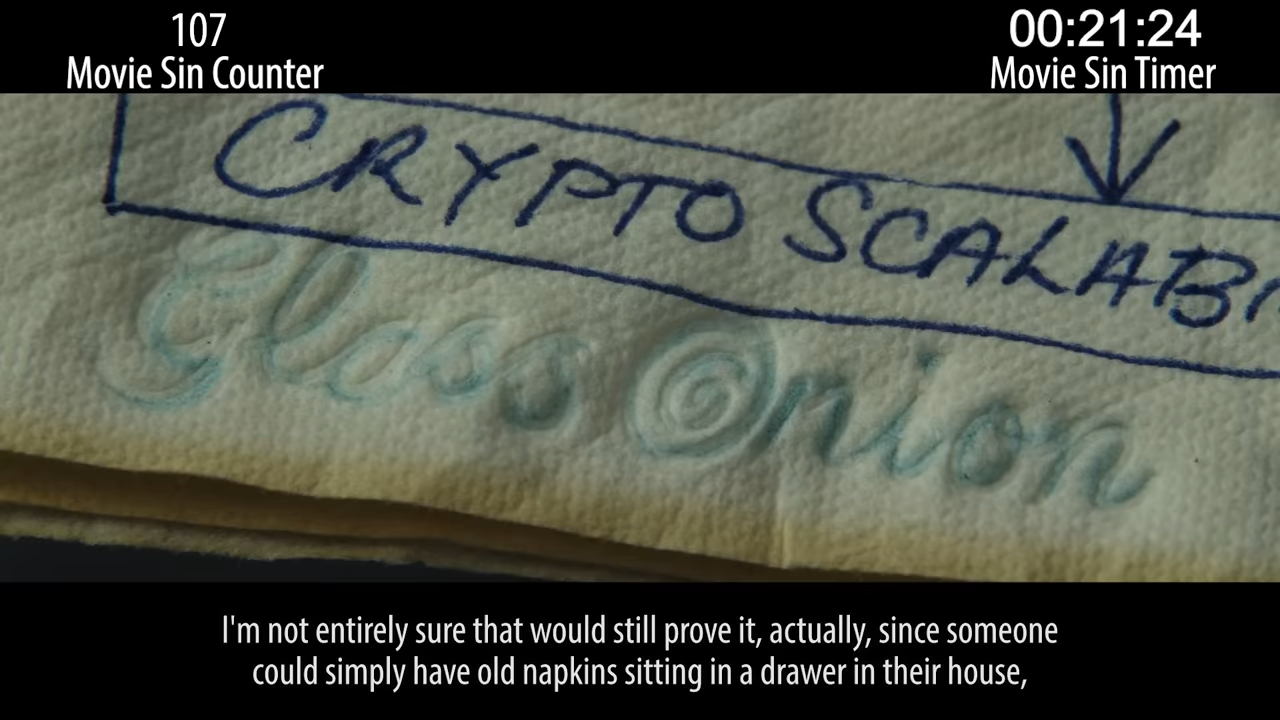 107
Movie Sin Counter
00:21:24
Movie Sin Timer
CRYPTO SCALABI
Glass Onion
I'm not entirely sure that would still prove it, actually, since someone
could simply have old napkins sitting in a drawer in their house,